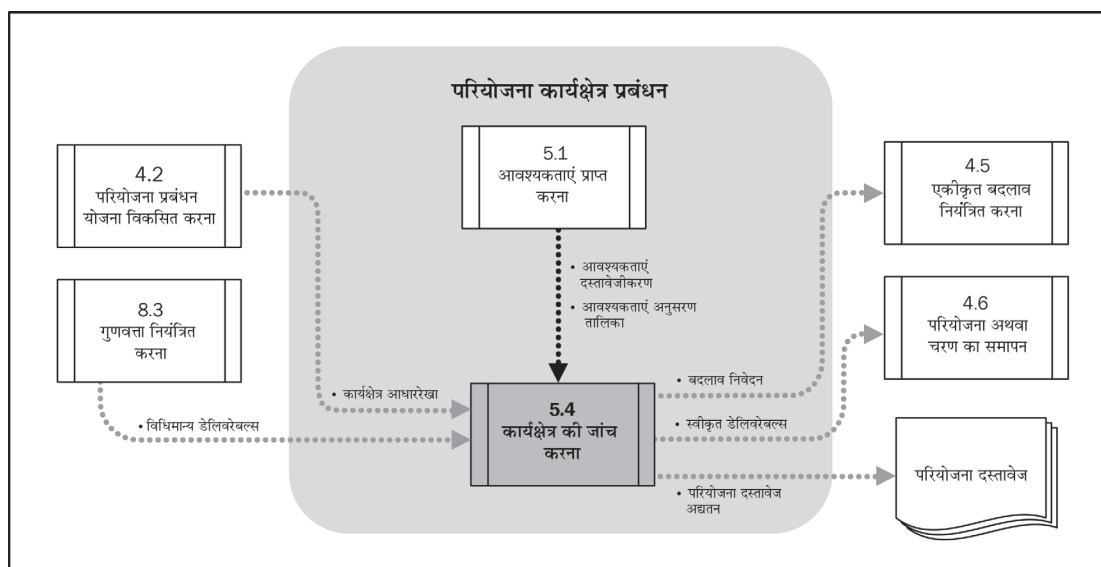 परियोजना कार्यक्षेत्र प्रबंधन
4.2
परियोजना प्रबंधन
योजना विकसित करना
8.3
गुणवत्ता नियंत्रित
करना
5.1
आवश्यकताएं प्राप्त
करना
• आवश्यकताएं
दस्तावेजीकरण
• आवश्यकताएं अनुसरण
तालिका
• कार्यक्षेत्र आधाररेखा
• विधिमान्य डेलिवरेबल्स
5.4
कार्यक्षेत्र की जांच
करना
• बदलाव निवेदन
• स्वीकृत डेलिवरेबल्स
• परियोजना दस्तावेज
अद्यतन
4.5
एकीकृत बदलाव
नियंत्रित करना
4.6
परियोजना अथवा
चरण का समापन
परियोजना दस्तावेज